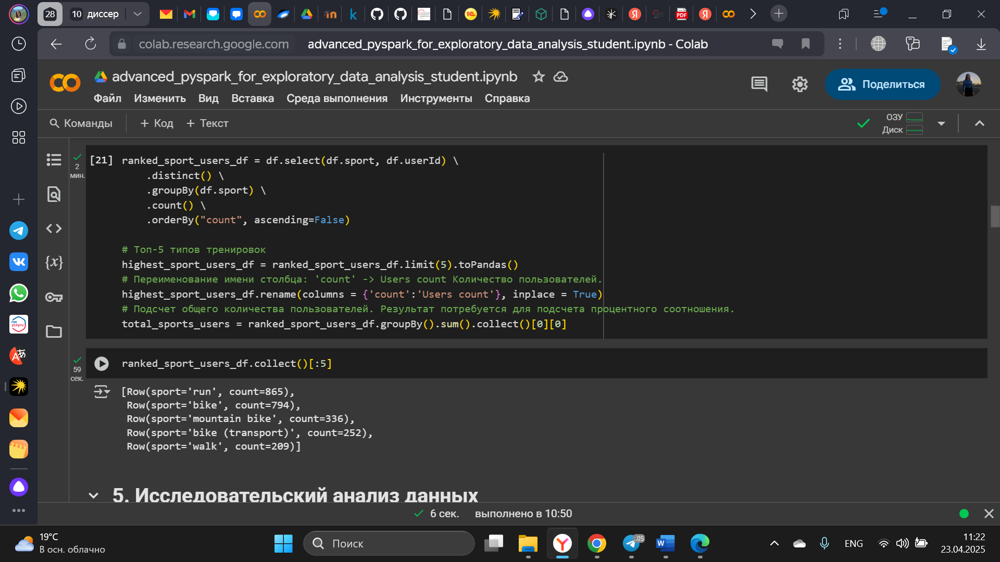 28
10 диссер
colab.research.google.com
advanced_pyspark_for_exploratory_data_analysis_student.ipynb - Colab
advanced_pyspark_for_exploratory_data_analysis_student.ipynb
Поделиться
Файл Изменить Вид Вставка Среда выполнения Инструменты Справка
Команды
+ Код + Текст
ОЗУ
Диск
2
мин.
[21] ranked_sport_users_df = df.select(df.sport, df.userId) \
.distinct() \
.groupBy(df.sport) \
.count() \
.orderBy("count", ascending=False)
# Топ-5 типов тренировок
highest_sport_users_df = ranked_sport_users_df.limit(5).toPandas()
# Переименование имени столбца: 'count' -> Users count Количество пользователей.
highest_sport_users_df.rename(columns = {'count':'Users count'}, inplace = True)
# Подсчет общего количества пользователей. Результат потребуется для подсчета процентного соотношения.
total_sports_users = ranked_sport_users_df.groupBy().sum().collect()[0][0]
59
сек.
ranked_sport_users_df.collect()[:5]
[Row(sport='run', count=865),
Row(sport='bike', count=794),
Row(sport='mountain bike', count=336),
Row(sport='bike (transport)', count=252),
Row(sport='walk', count=209)]
5. Исследовательский анализ данных
6 сек. выполнено в 10:50
19°C
В осн. облачно
Поиск
ENG
11:22
23.04.2025